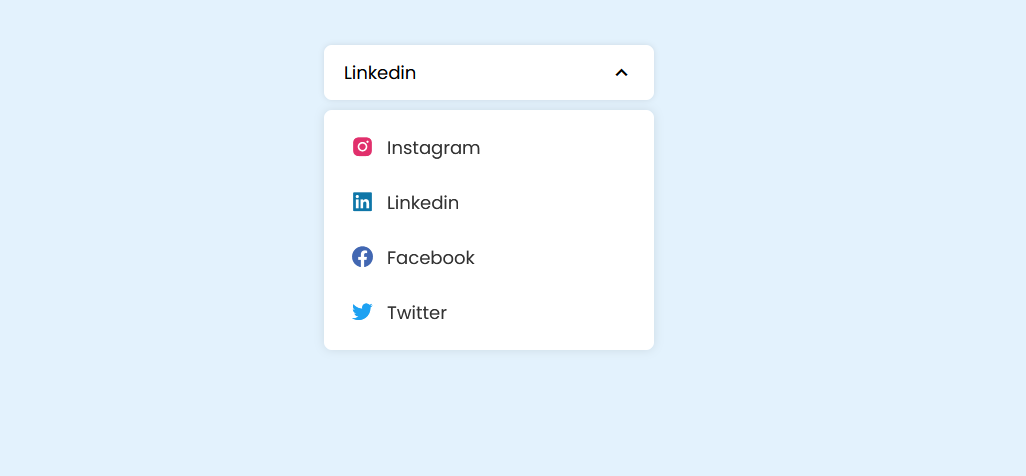 Linkedin
Instagram
Linkedin
Facebook
Twitter